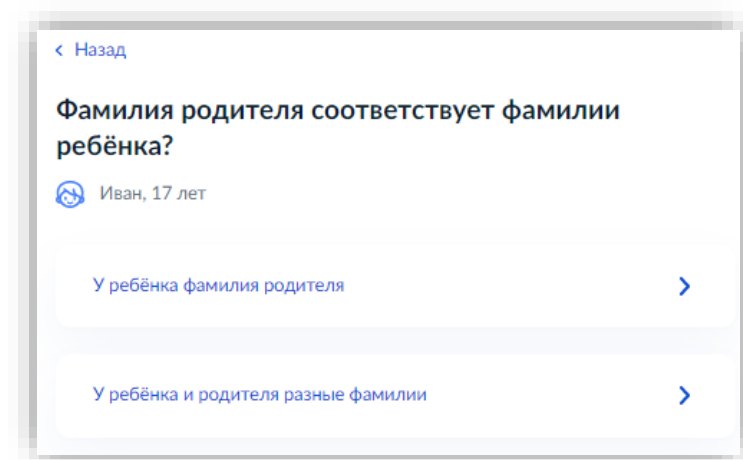 Назад
Фамилия родителя соответствует фамилии
ребёнка?
Иван, 17 лет
У ребёнка фамилия родителя
У ребёнка и родителя разные фамилии